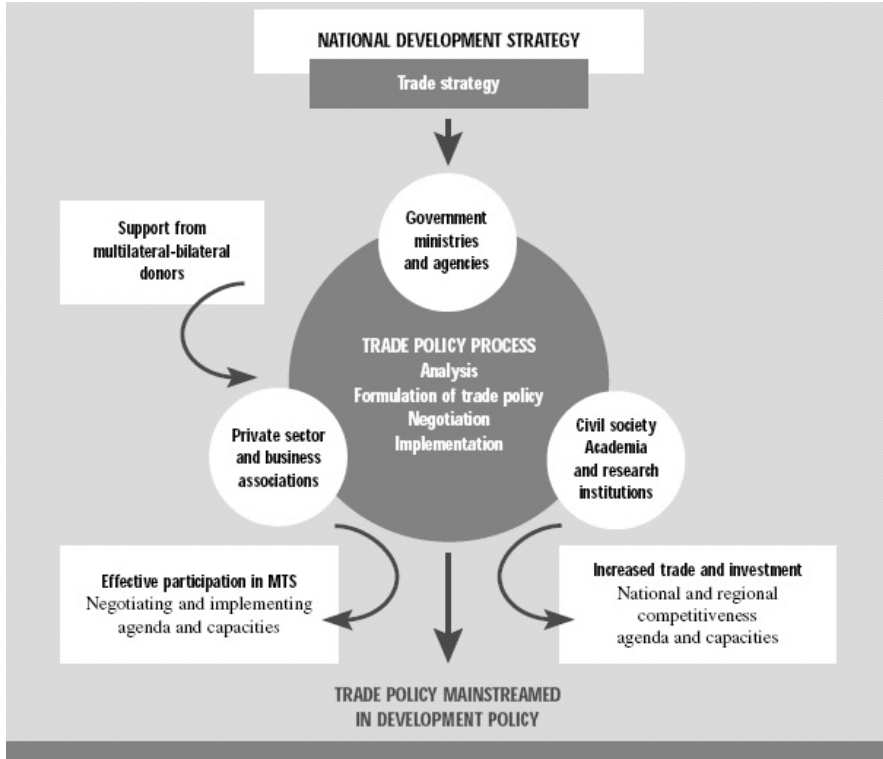 NATIONAL DEVELOPMENT STRATEGY
Trade strategy
Government
ministries
and agencies
Support from
multilateral-bilateral
donors
TRADE POLICY PROCESS
Analysis
Formulation of trade policy
Negotiation
Implementation
Private sector
and business
associations
Civil society
Academia
and research
institutions
Effective participation in MTS
Negotiating and implementing
agenda and capacities
Increased trade and investment
National and regional
competitiveness
agenda and capacities
TRADE POLICY MAINSTREAMED
IN DEVELOPMENT POLICY